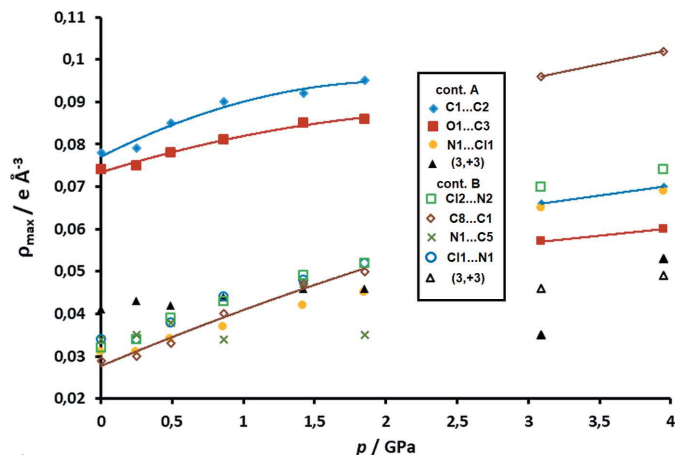 0,11
0,1
0,09
0,08
0,07
0,06
0,05
0,04
0,03
0,02
ρmax / e Å-3
cont. A
C1...C2
O1...C3
N1...Cl1
(3,+3)
cont. B
Cl2...N2
C8...C1
N1...C5
Cl1...N1
(3,+3)
0 0,5 1 1,5 2 2,5 3 3,5 4
p / GPa